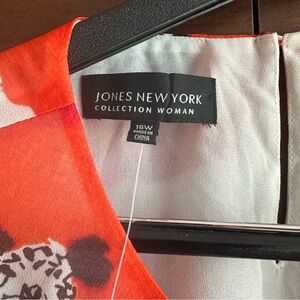 JONES NEW YORK
COLLECTION WOMAN
16W
MADE IN
CHINA